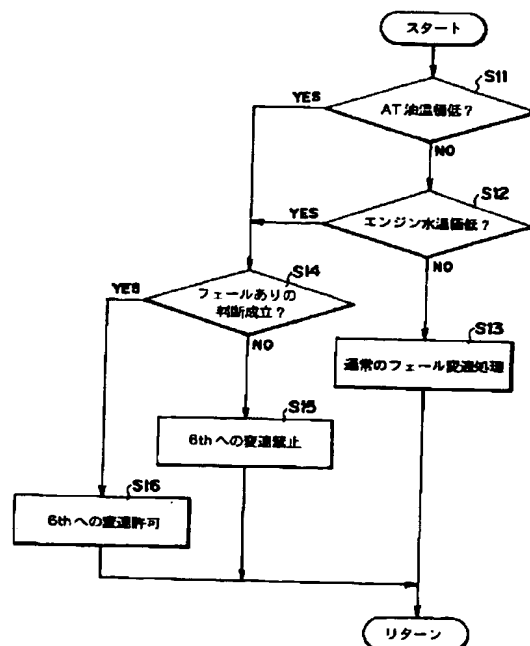 スタート
S11
YES
AT油温価低?
NO
S12
YES
エンジン水温価低?
NO
S14
YES
フェールありの
判断成立?
NO
S13
通常のフェール変速処理
S15
6thへの変速禁止
S16
6thへの変速許可
リターン